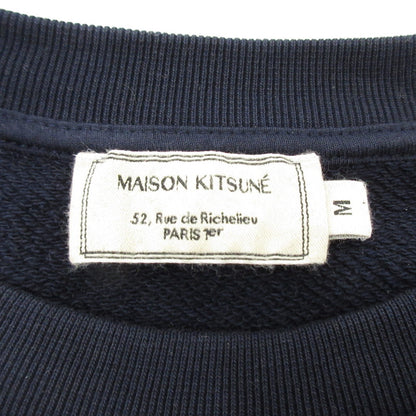 MAISON KITSUNÉ
52, Rue de Richelieu
PARIS 1er
M